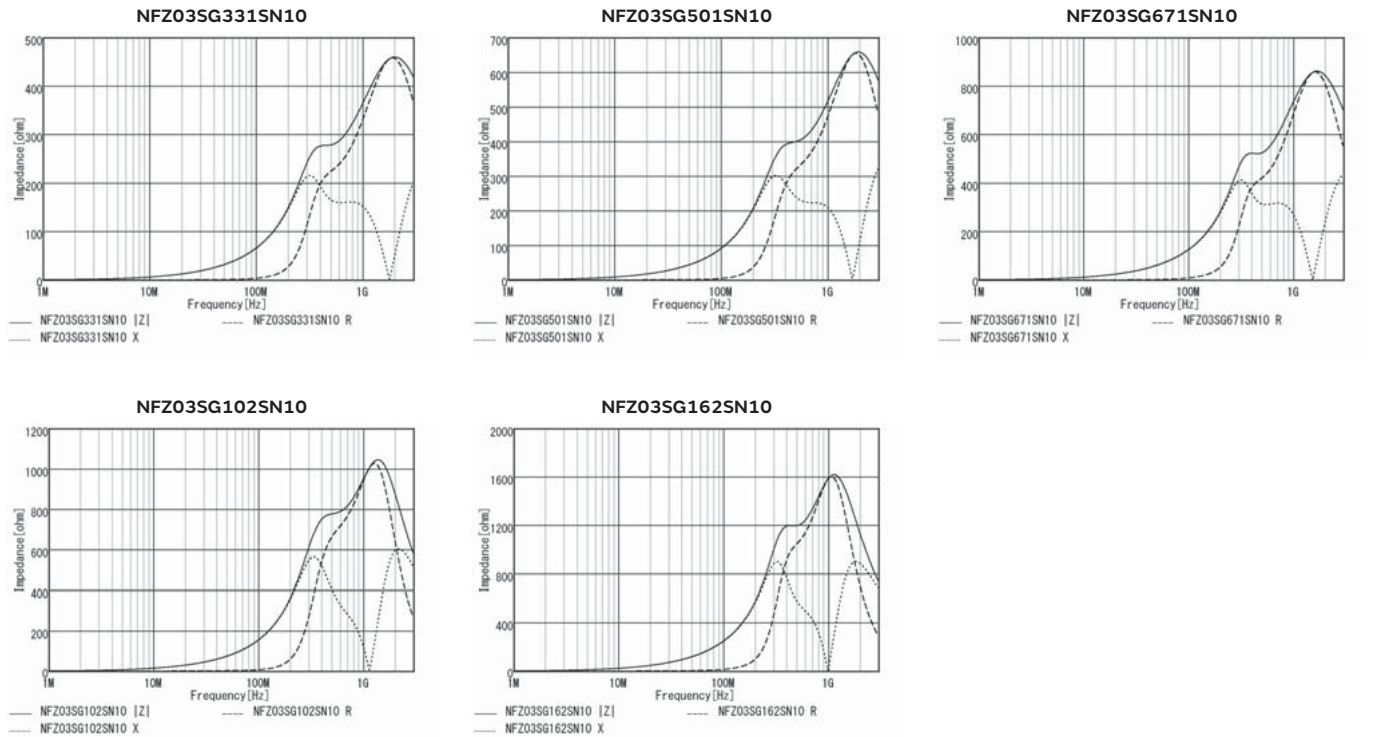 NFZ03SG331SN10
500
400
300
200
100
0
Impedance[ohm]
1M 10M 100M 1G
Frequency[Hz]
NFZ03SG331SN10 |Z| NFZ03SG331SN10 R
NFZ03SG331SN10 X
NFZ03SG501SN10
700
600
500
400
300
200
100
0
Impedance[ohm]
1M 10M 100M 1G
Frequency[Hz]
NFZ03SG501SN10 |Z| NFZ03SG501SN10 R
NFZ03SG501SN10 X
NFZ03SG671SN10
1000
800
600
400
200
0
Impedance[ohm]
1M 10M 100M 1G
Frequency[Hz]
NFZ03SG671SN10 |Z| NFZ03SG671SN10 R
NFZ03SG671SN10 X
NFZ03SG102SN10
1200
1000
800
600
400
200
0
Impedance[ohm]
1M 10M 100M 1G
Frequency[Hz]
NFZ03SG102SN10 |Z| NFZ03SG102SN10 R
NFZ03SG102SN10 X
NFZ03SG162SN10
2000
1600
1200
800
400
0
Impedance[ohm]
1M 10M 100M 1G
Frequency[Hz]
NFZ03SG162SN10 |Z| NFZ03SG162SN10 R
NFZ03SG162SN10 X